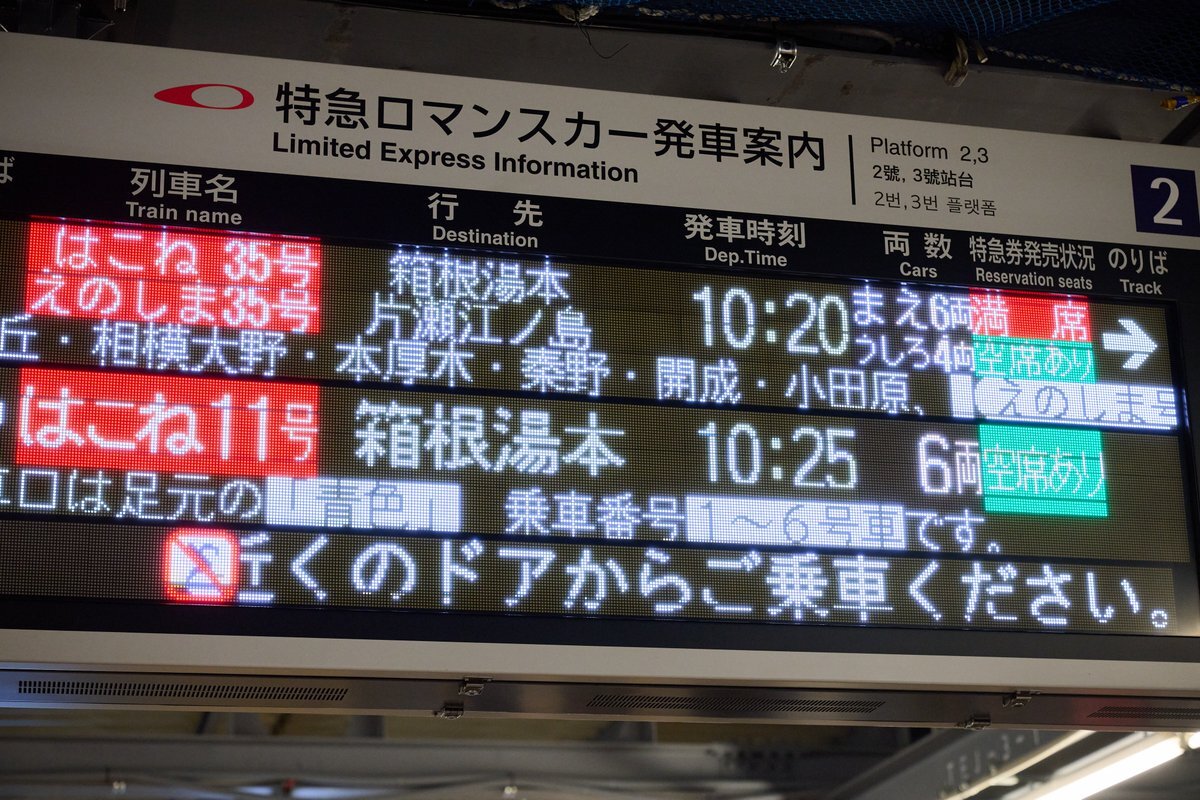 特急ロマンスカー発車案内
Limited Express Information
Platform 2,3
2號, 3號站台
2번,3번 플랫폼
2
ば 列車名 行先 発車時刻 両数 特急券発売状況 のりば
Train name Destination Dep.Time Cars Reservation seats Track
はこね 35号 箱根湯本 10:20 まえ6両 満席 →
えのしま35号 片瀬江ノ島 うしろ4両 空席あり
丘・相模大野・本厚木・秦野・開成・小田原、 えのしま号
はこね11号 箱根湯本 10:25 6両 空席あり
車口は足元の「青色」 乗車番号1～6号車です。
近くのドアからご乗車ください。